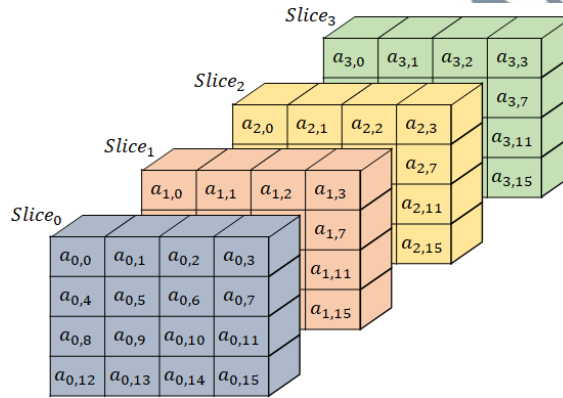 Slice₃
a₃,₀ a₃,₁ a₃,₂ a₃,₃
a₃,₇
a₃,₁₁
a₃,₁₅
Slice₂
a₂,₀ a₂,₁ a₂,₂ a₂,₃
a₂,₇
a₂,₁₁
a₂,₁₅
Slice₁
a₁,₀ a₁,₁ a₁,₂ a₁,₃
a₁,₇
a₁,₁₁
a₁,₁₅
Slice₀
a₀,₀ a₀,₁ a₀,₂ a₀,₃
a₀,₄ a₀,₅ a₀,₆ a₀,₇
a₀,₈ a₀,₉ a₀,₁₀ a₀,₁₁
a₀,₁₂ a₀,₁₃ a₀,₁₄ a₀,₁₅